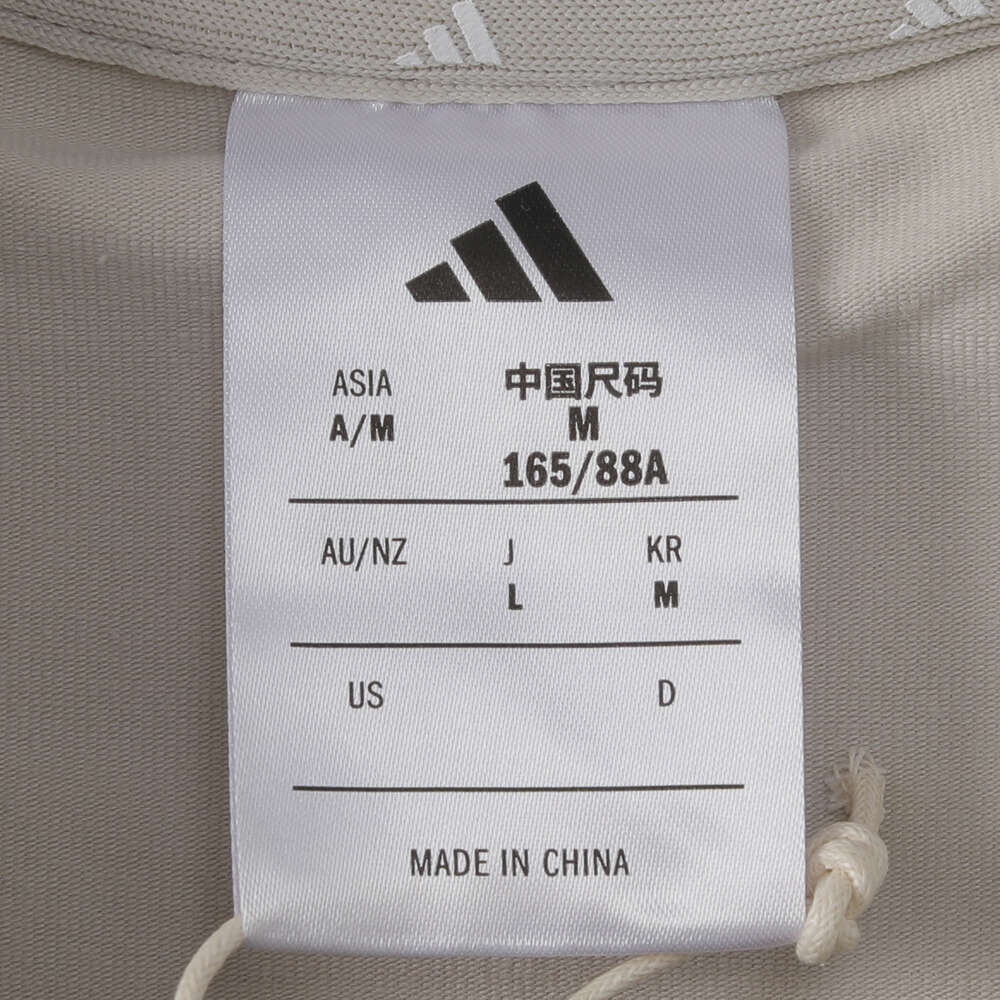 ASIA 中国尺码
A/M M
165/88A
AU/NZ J KR
L M
US D
MADE IN CHINA